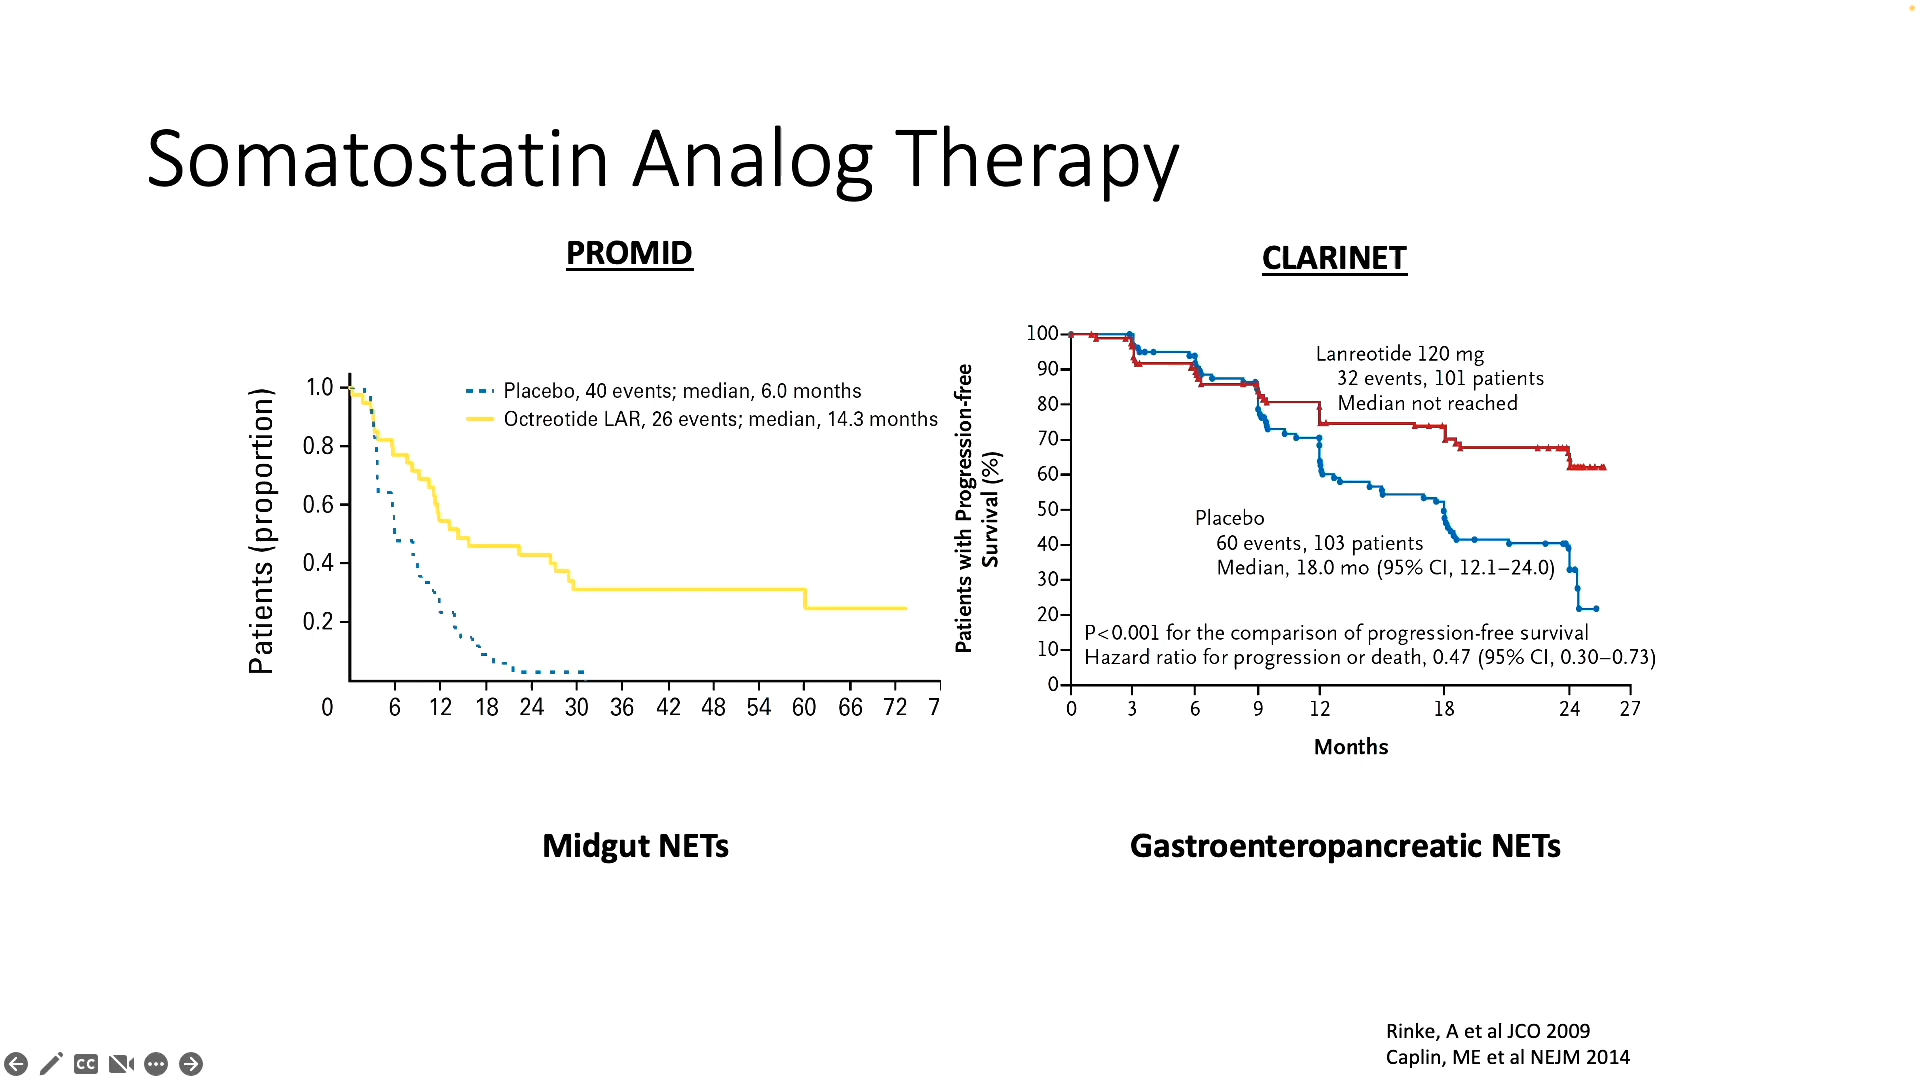 Somatostatin Analog Therapy
PROMID
Patients (proportion)
1.0
0.8
0.6
0.4
0.2
Placebo, 40 events; median, 6.0 months
Octreotide LAR, 26 events; median, 14.3 months
0 6 12 18 24 30 36 42 48 54 60 66 72 7
Midgut NETs
CLARINET
Patients with Progression-free
Survival (%)
100
90
80
70
60
50
40
30
20
10
0
Lanreotide 120 mg
32 events, 101 patients
Median not reached
Placebo
60 events, 103 patients
Median, 18.0 mo (95% CI, 12.1–24.0)
P<0.001 for the comparison of progression-free survival
Hazard ratio for progression or death, 0.47 (95% CI, 0.30–0.73)
0 3 6 9 12 18 24 27
Months
Gastroenteropancreatic NETs
Rinke, A et al JCO 2009
Caplin, ME et al NEJM 2014
CC